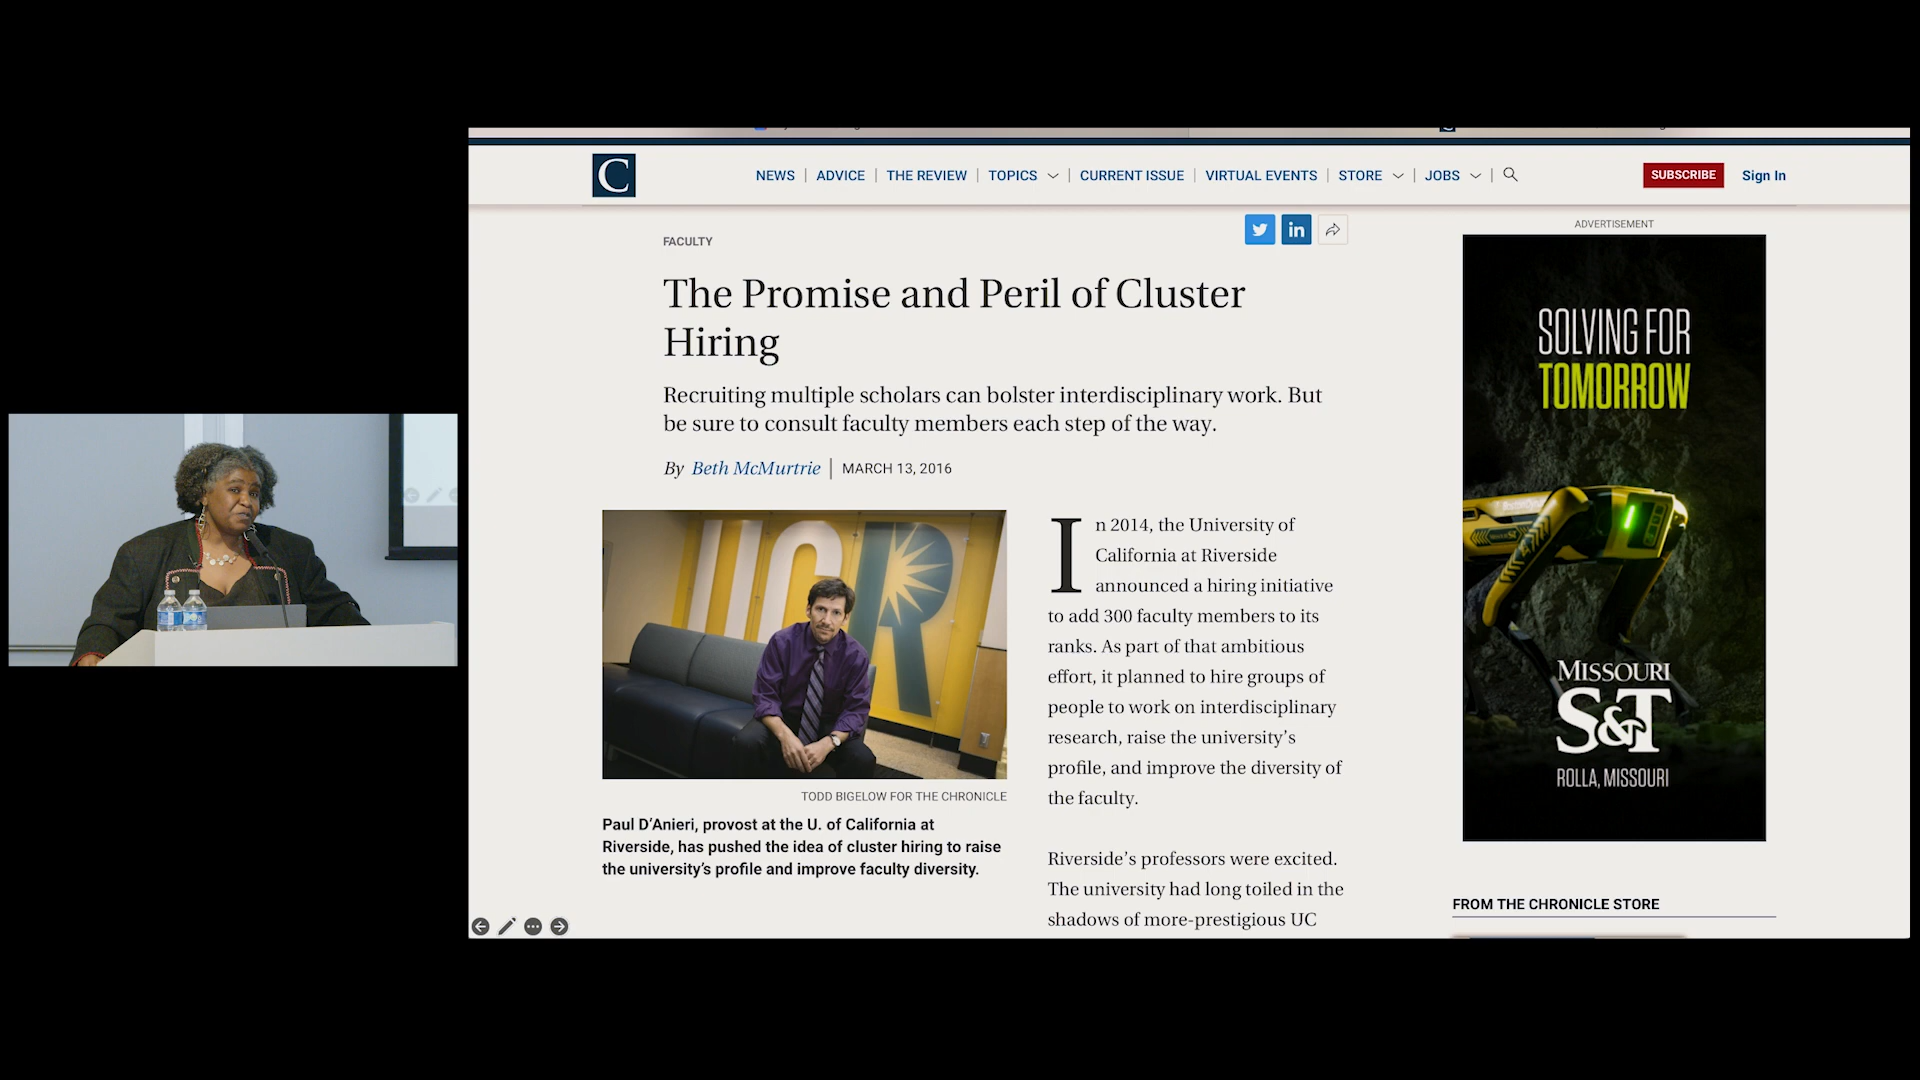 C
NEWS | ADVICE | THE REVIEW | TOPICS | CURRENT ISSUE | VIRTUAL EVENTS | STORE | JOBS |
SUBSCRIBE
Sign In
FACULTY
in
The Promise and Peril of Cluster
Hiring
Recruiting multiple scholars can bolster interdisciplinary work. But
be sure to consult faculty members each step of the way.
By Beth McMurtrie | MARCH 13, 2016
UCR
TODD BIGELOW FOR THE CHRONICLE
Paul D’Anieri, provost at the U. of California at
Riverside, has pushed the idea of cluster hiring to raise
the university’s profile and improve faculty diversity.
In 2014, the University of
California at Riverside
announced a hiring initiative
to add 300 faculty members to its
ranks. As part of that ambitious
effort, it planned to hire groups of
people to work on interdisciplinary
research, raise the university’s
profile, and improve the diversity of
the faculty.
Riverside’s professors were excited.
The university had long toiled in the
shadows of more-prestigious UC
ADVERTISEMENT
SOLVING FOR
TOMORROW
MISSOURI
S&T
ROLLA, MISSOURI
FROM THE CHRONICLE STORE